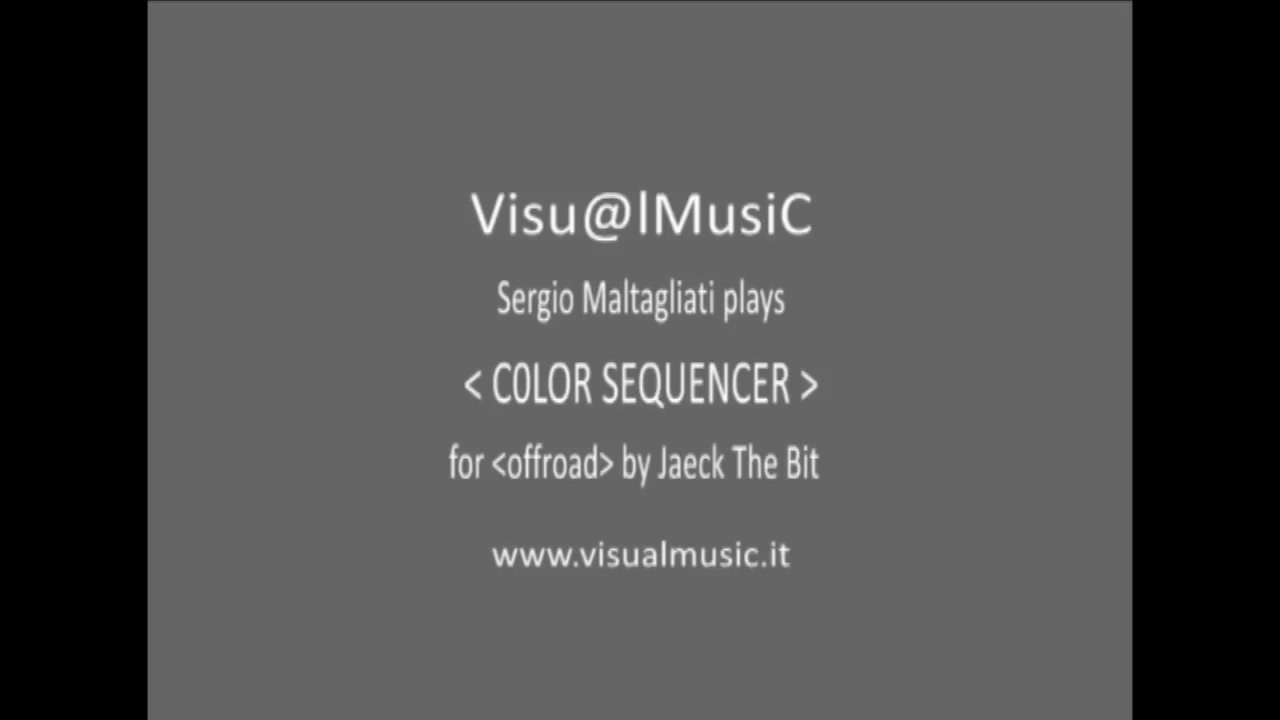 Visu@lMusiC
Sergio Maltagliati plays
< COLOR SEQUENCER >
for <offroad> by Jaeck The Bit
www.visualmusic.it